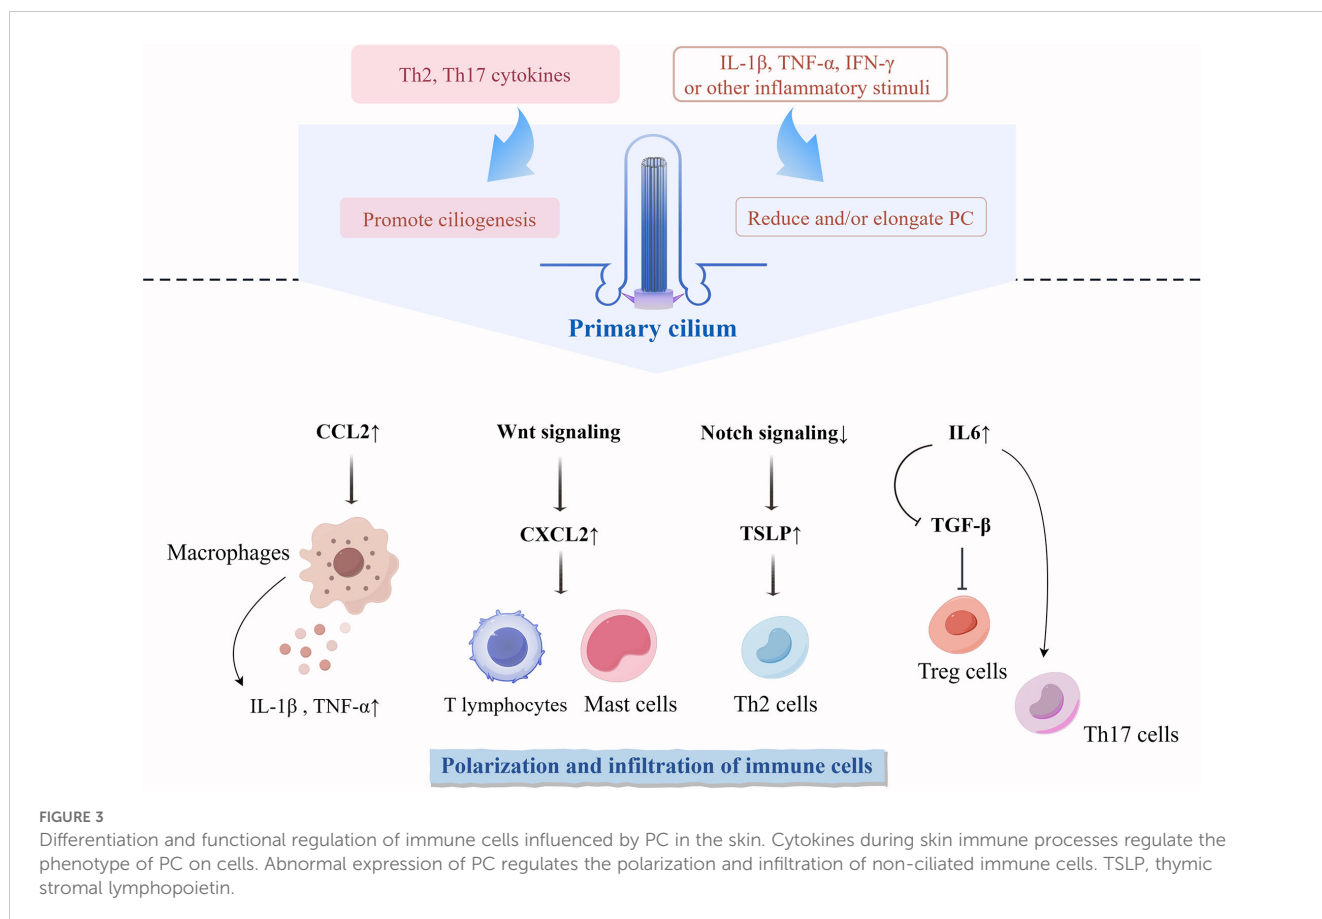 Th2, Th17 cytokines
IL-1β, TNF-α, IFN-γ
or other inflammatory stimuli
Promote ciliogenesis
Reduce and/or elongate PC
Primary cilium
CCL2↑
Wnt signaling
Notch signaling↓
IL6↑
CXCL2↑
TSLP↑
TGF-β
Macrophages
Treg cells
IL-1β , TNF-α↑
T lymphocytes
Mast cells
Th2 cells
Th17 cells
Polarization and infiltration of immune cells
FIGURE 3
Differentiation and functional regulation of immune cells influenced by PC in the skin. Cytokines during skin immune processes regulate the
phenotype of PC on cells. Abnormal expression of PC regulates the polarization and infiltration of non-ciliated immune cells. TSLP, thymic
stromal lymphopoietin.